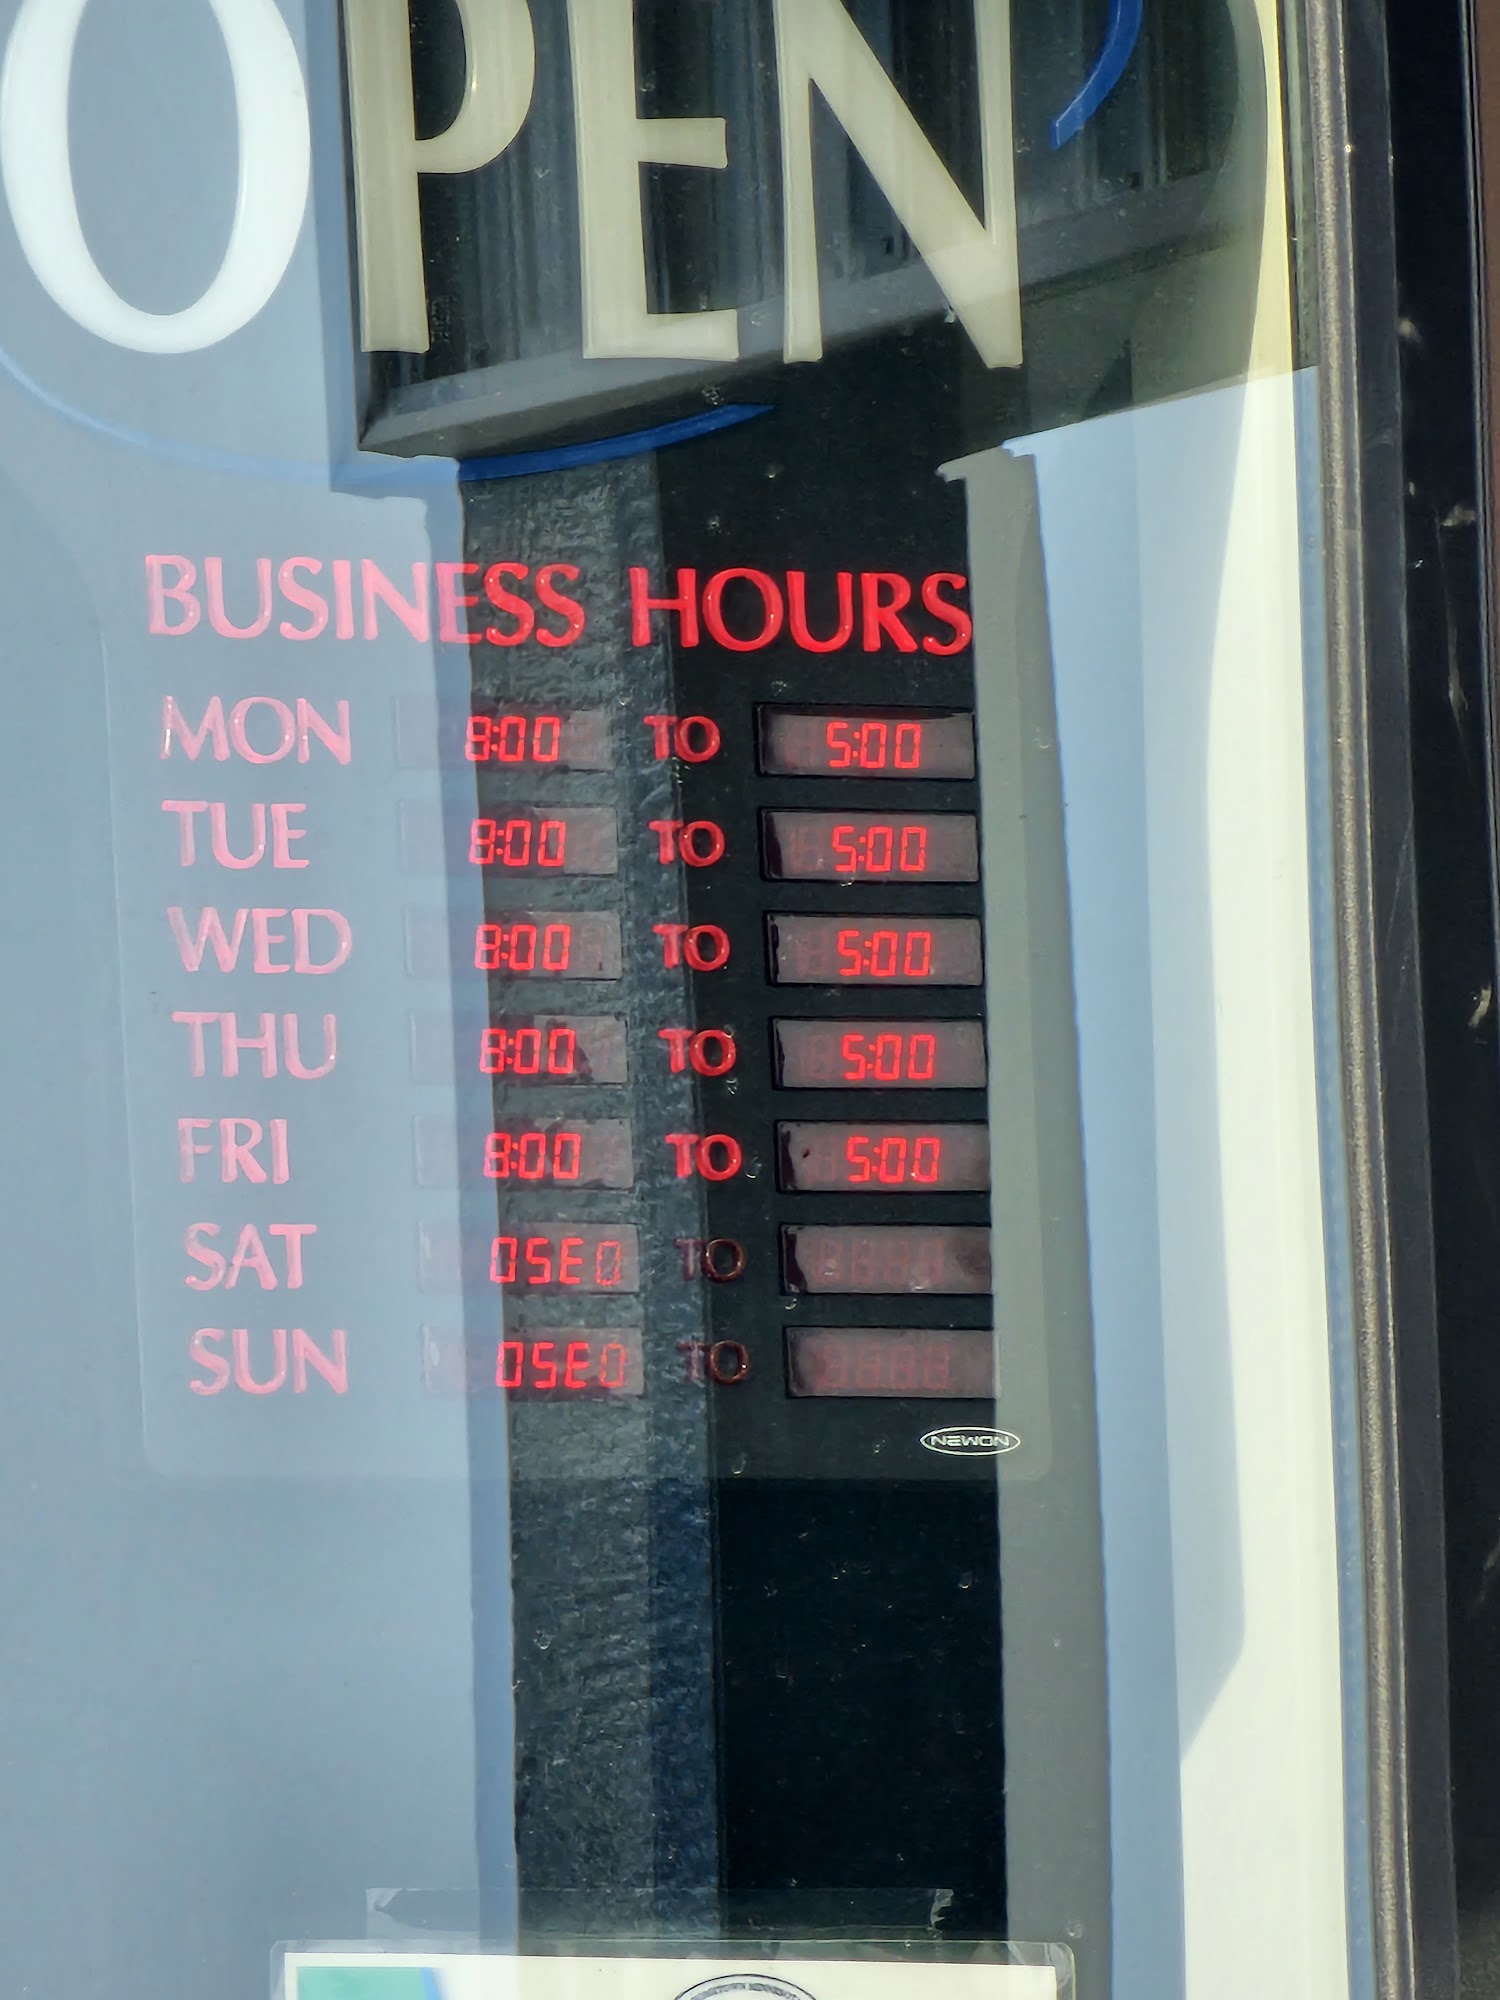 OPEN
BUSINESS HOURS
MON 8:00 TO 5:00
TUE 8:00 TO 5:00
WED 8:00 TO 5:00
THU 8:00 TO 5:00
FRI 8:00 TO 5:00
SAT OSED TO
SUN OSED TO
NEWON